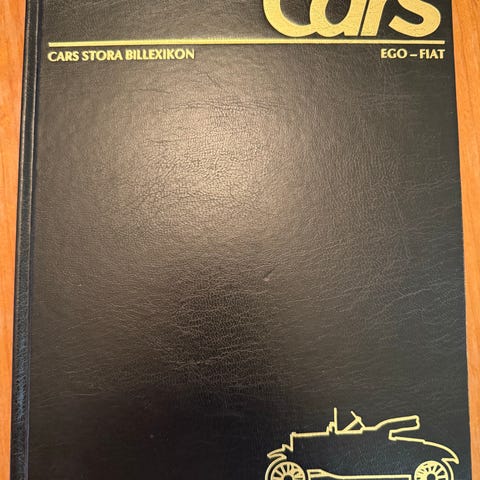 Cars
CARS STORA BILLEXIKON EGO – FIAT